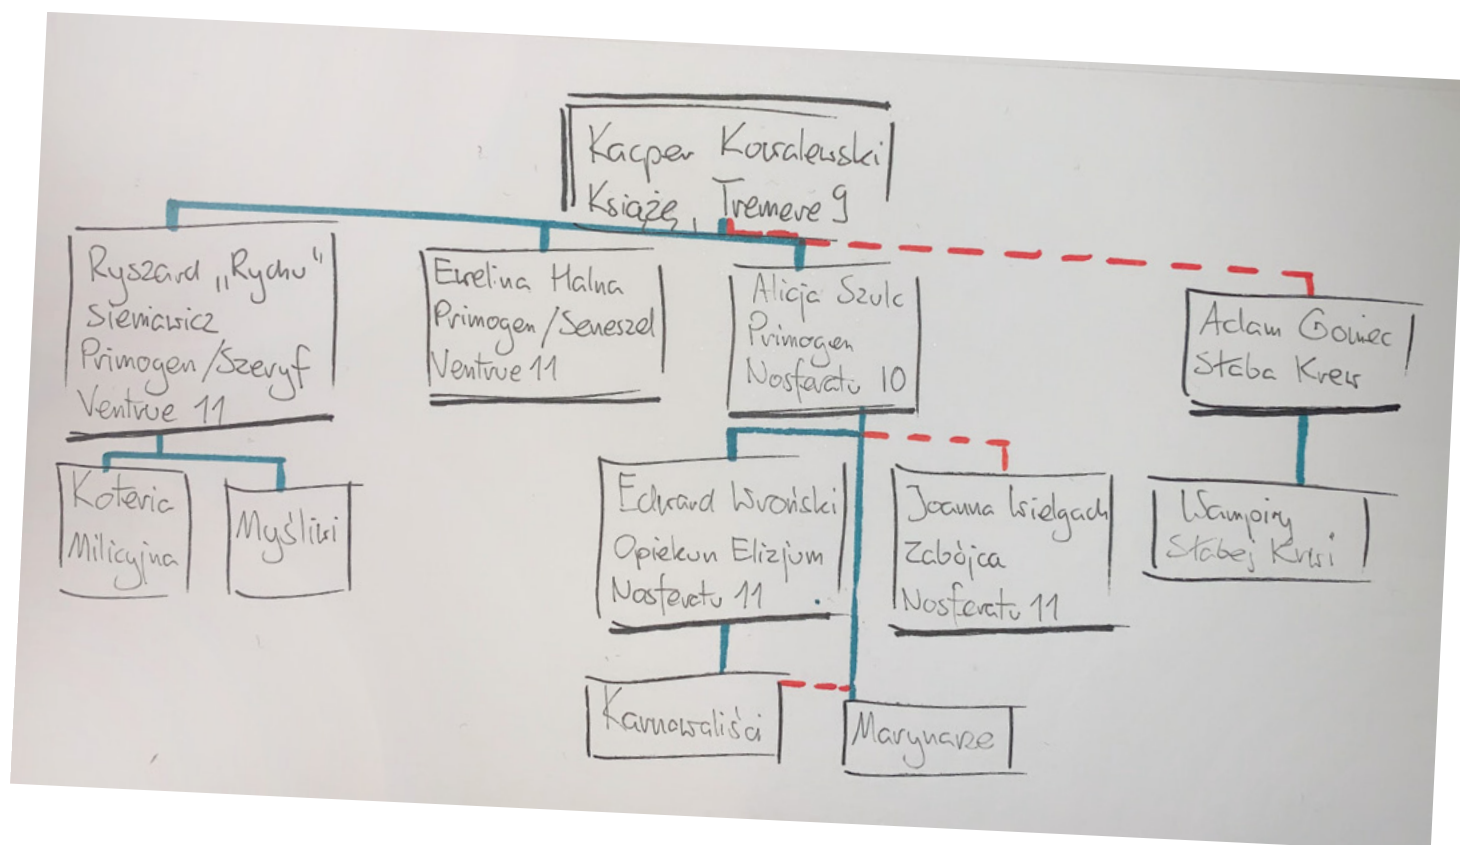 Kacper Kowalewski
Książę, Tremere 9
Ryszard „Rychu"
Siemiawicz
Primogen/Szeryf
Ventrue 11
Ewelina Halna
Primogen/Seneszel
Ventrue 11
Alicja Szulc
Primogen
Nosferatu 10
Adam Goniec
Słaba Krew
Koteria
Milicyjna
Myśliwi
Edward Wroński
Opiekun Elizjum
Nosferatu 11
Joanna Wielgach
Zabójca
Nosferatu 11
Wampiry
Słabej Krwi
Karnawaliści
Marynarze